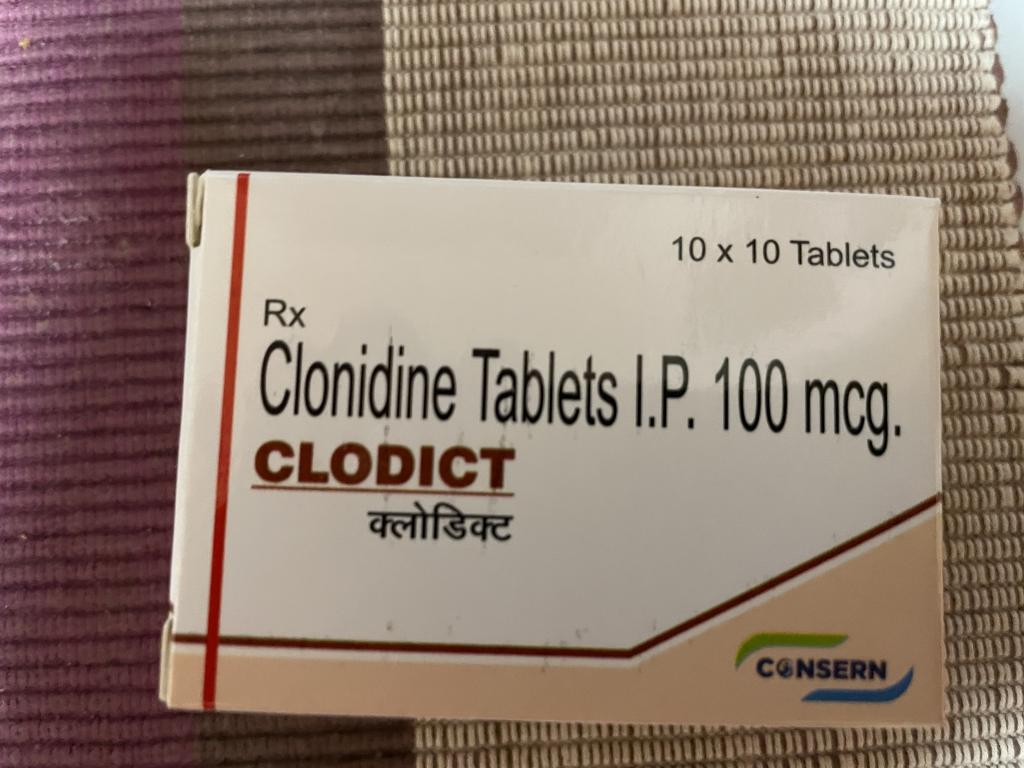 10 x 10 Tablets
Rx
Clonidine Tablets I.P. 100 mcg.
CLODICT
क्लोडिक्ट
CONSERN